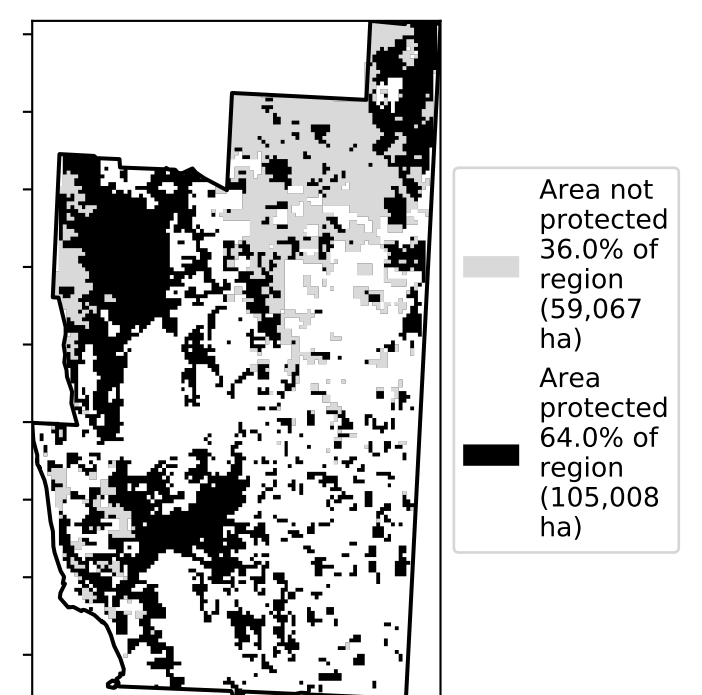 Area not
protected
36.0% of
region
(59,067
ha)
Area
protected
64.0% of
region
(105,008
ha)